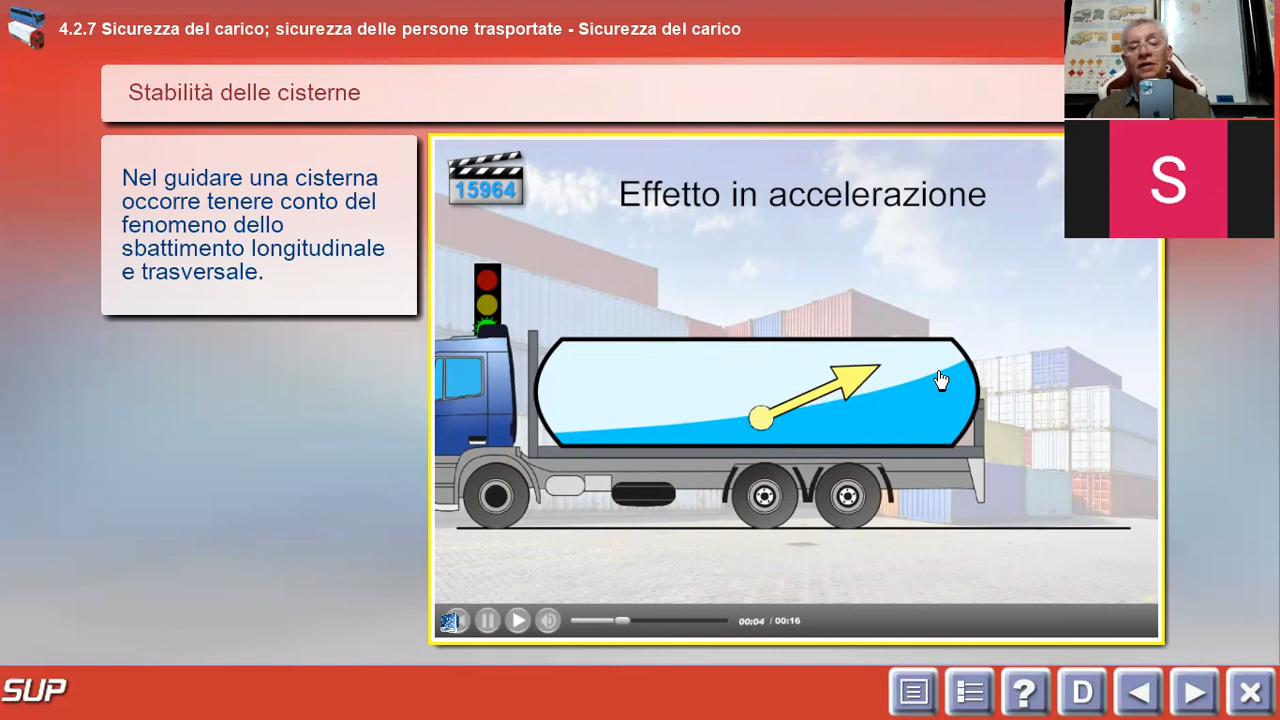 4.2.7 Sicurezza del carico; sicurezza delle persone trasportate - Sicurezza del carico
Stabilità delle cisterne
Nel guidare una cisterna
occorre tenere conto del
fenomeno dello
sbattimento longitudinale
e trasversale.
15964
Effetto in accelerazione
S
00:04 / 00:16
SUP
?
D